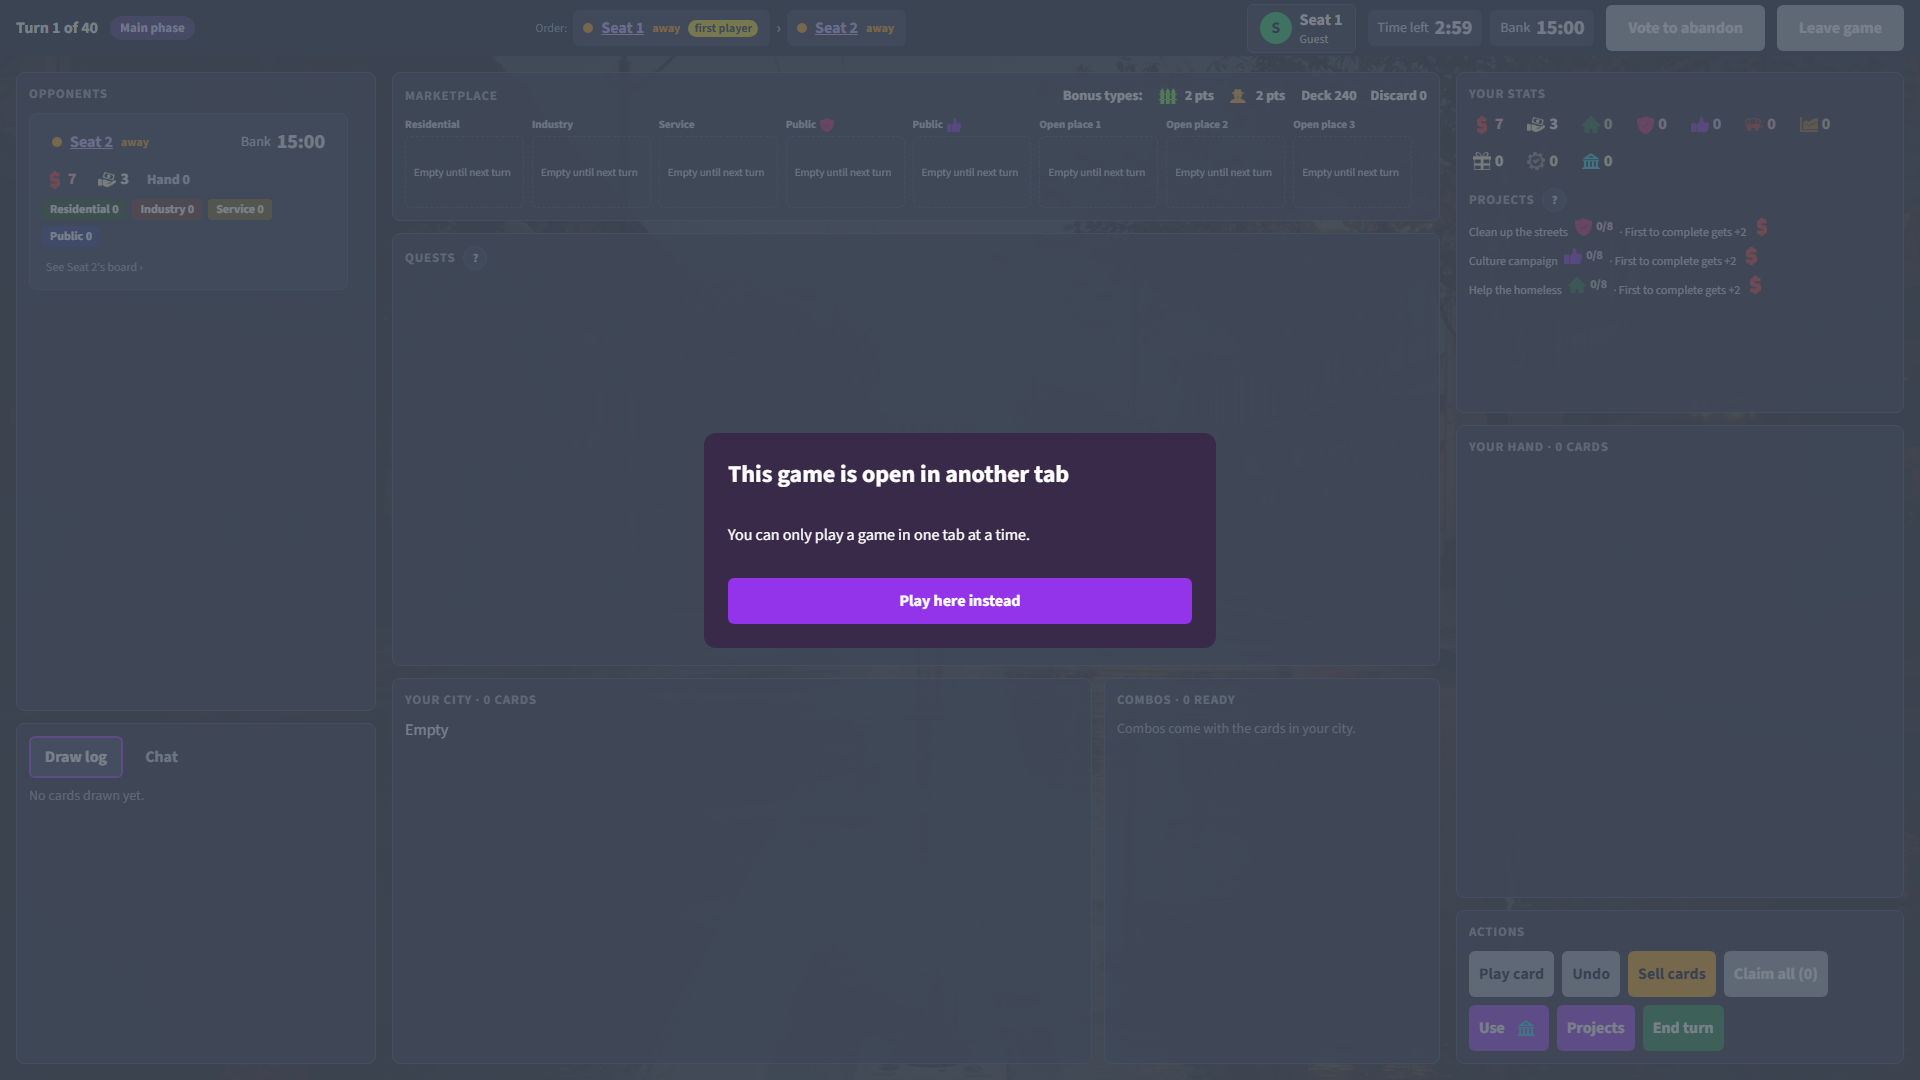 Turn 1 of 40 Main phase
Order: Seat 1 away first player › Seat 2 away
S Seat 1
Guest
Time left 2:59
Bank 15:00
Vote to abandon
Leave game
OPPONENTS
Seat 2 away Bank 15:00
7 3 Hand 0
Residential 0 Industry 0 Service 0
Public 0
See Seat 2's board ›
MARKETPLACE
Bonus types: 2 pts 2 pts Deck 240 Discard 0
Residential Industry Service Public Public Open place 1 Open place 2 Open place 3
Empty until next turn Empty until next turn Empty until next turn Empty until next turn Empty until next turn Empty until next turn Empty until next turn Empty until next turn
QUESTS ?
YOUR STATS
7 3 0 0 0 0 0
0 0 0
PROJECTS ?
Clean up the streets 0/8 · First to complete gets +2
Culture campaign 0/8 · First to complete gets +2
Help the homeless 0/8 · First to complete gets +2
This game is open in another tab
You can only play a game in one tab at a time.
Play here instead
YOUR HAND · 0 CARDS
Draw log Chat
No cards drawn yet.
YOUR CITY · 0 CARDS
Empty
COMBOS · 0 READY
Combos come with the cards in your city.
ACTIONS
Play card Undo Sell cards Claim all (0)
Use Projects End turn